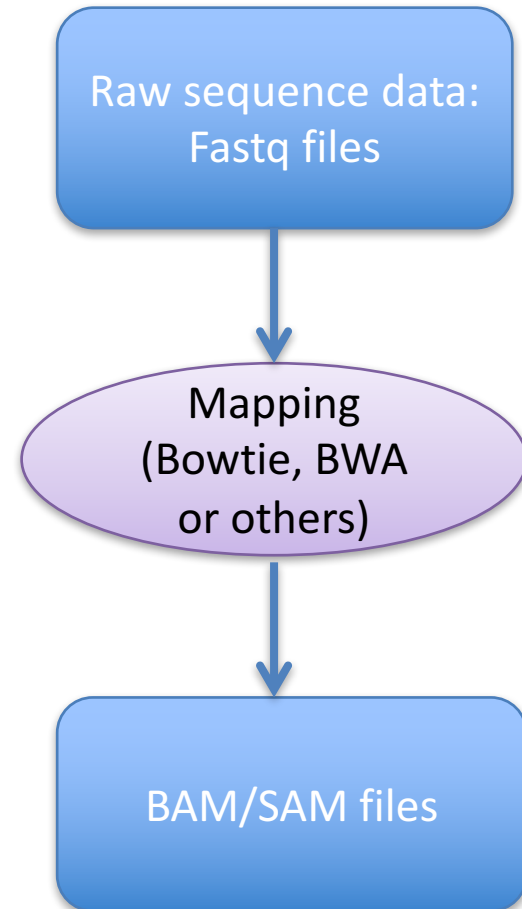 Raw sequence data:
Fastq files
Mapping
(Bowtie, BWA
or others)
BAM/SAM files